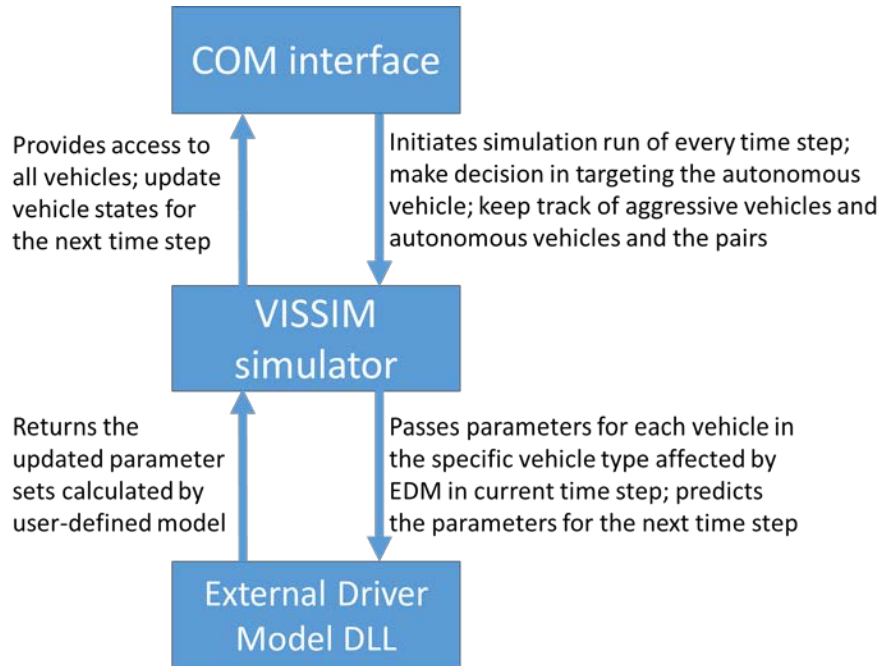 COM interface
Provides access to
all vehicles; update
vehicle states for
the next time step
Initiates simulation run of every time step;
make decision in targeting the autonomous
vehicle; keep track of aggressive vehicles and
autonomous vehicles and the pairs
VISSIM
simulator
Returns the
updated parameter
sets calculated by
user-defined model
Passes parameters for each vehicle in
the specific vehicle type affected by
EDM in current time step; predicts
the parameters for the next time step
External Driver
Model DLL